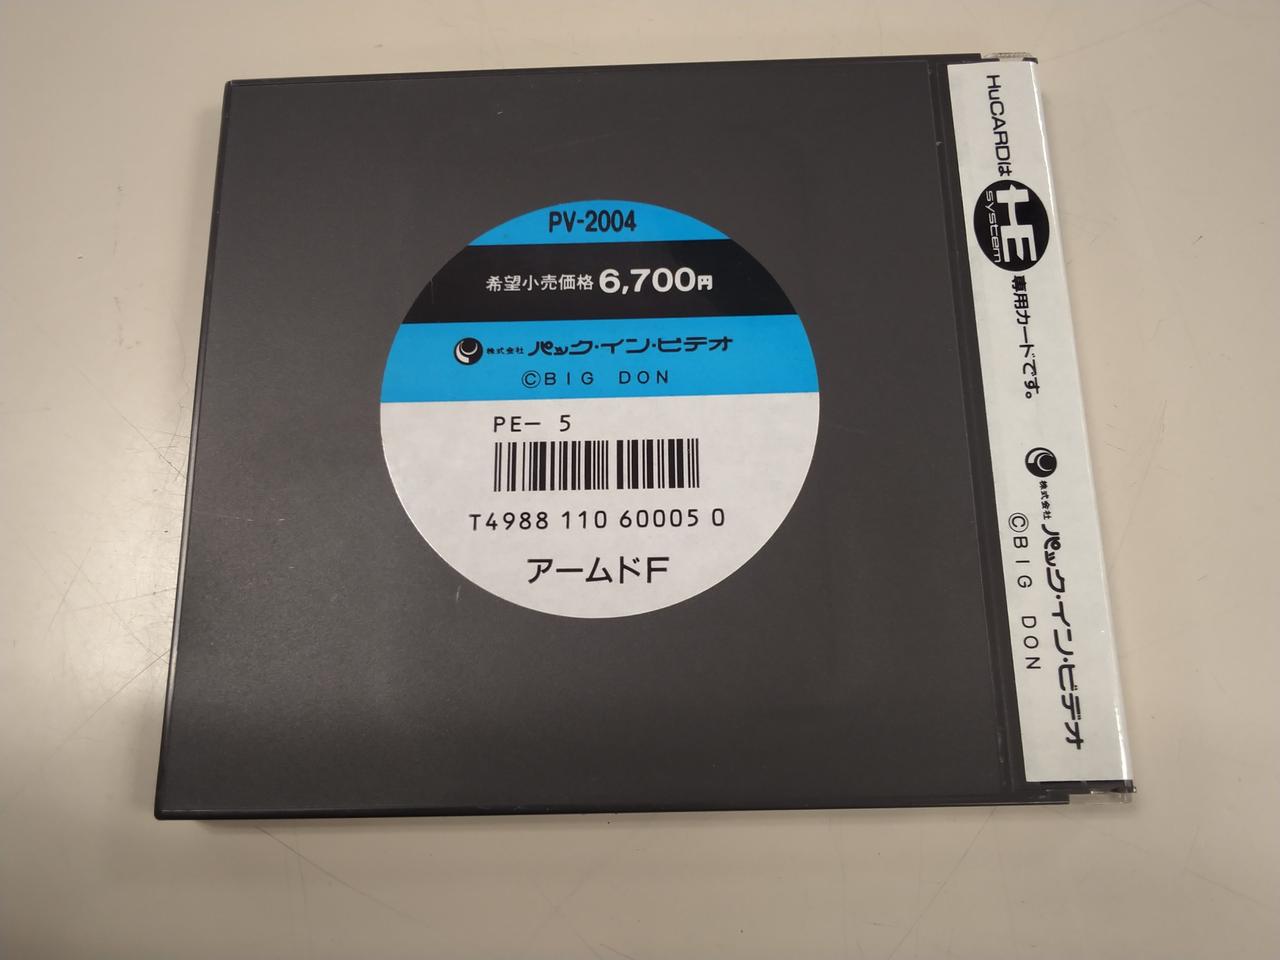 PV-2004
希望小売価格 6,700円
株式会社 パック・イン・ビデオ
©BIG DON
PE- 5
T4988 110 60005 0
アームドF
HuCARDは HE system 専用カードです。
株式会社 パック・イン・ビデオ
©BIG DON